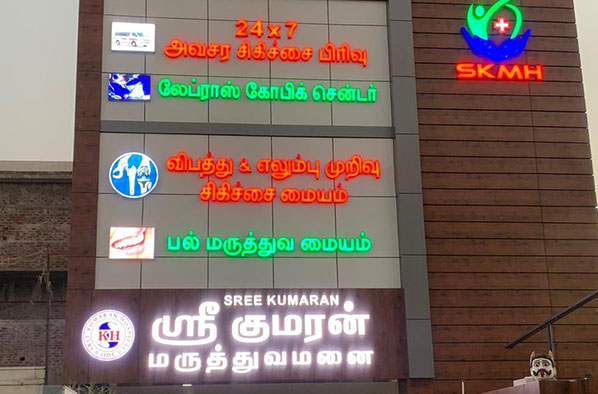 24x7
அவசர சிகிச்சை பிரிவு
லேப்ராஸ் கோபிக் சென்டர்
SKMH
விபத்து & எலும்பு முறிவு
சிகிச்சை மையம்
பல் மருத்துவ மையம்
SREE KUMARAN
ஸ்ரீ குமரன்
மருத்துவமனை
KH